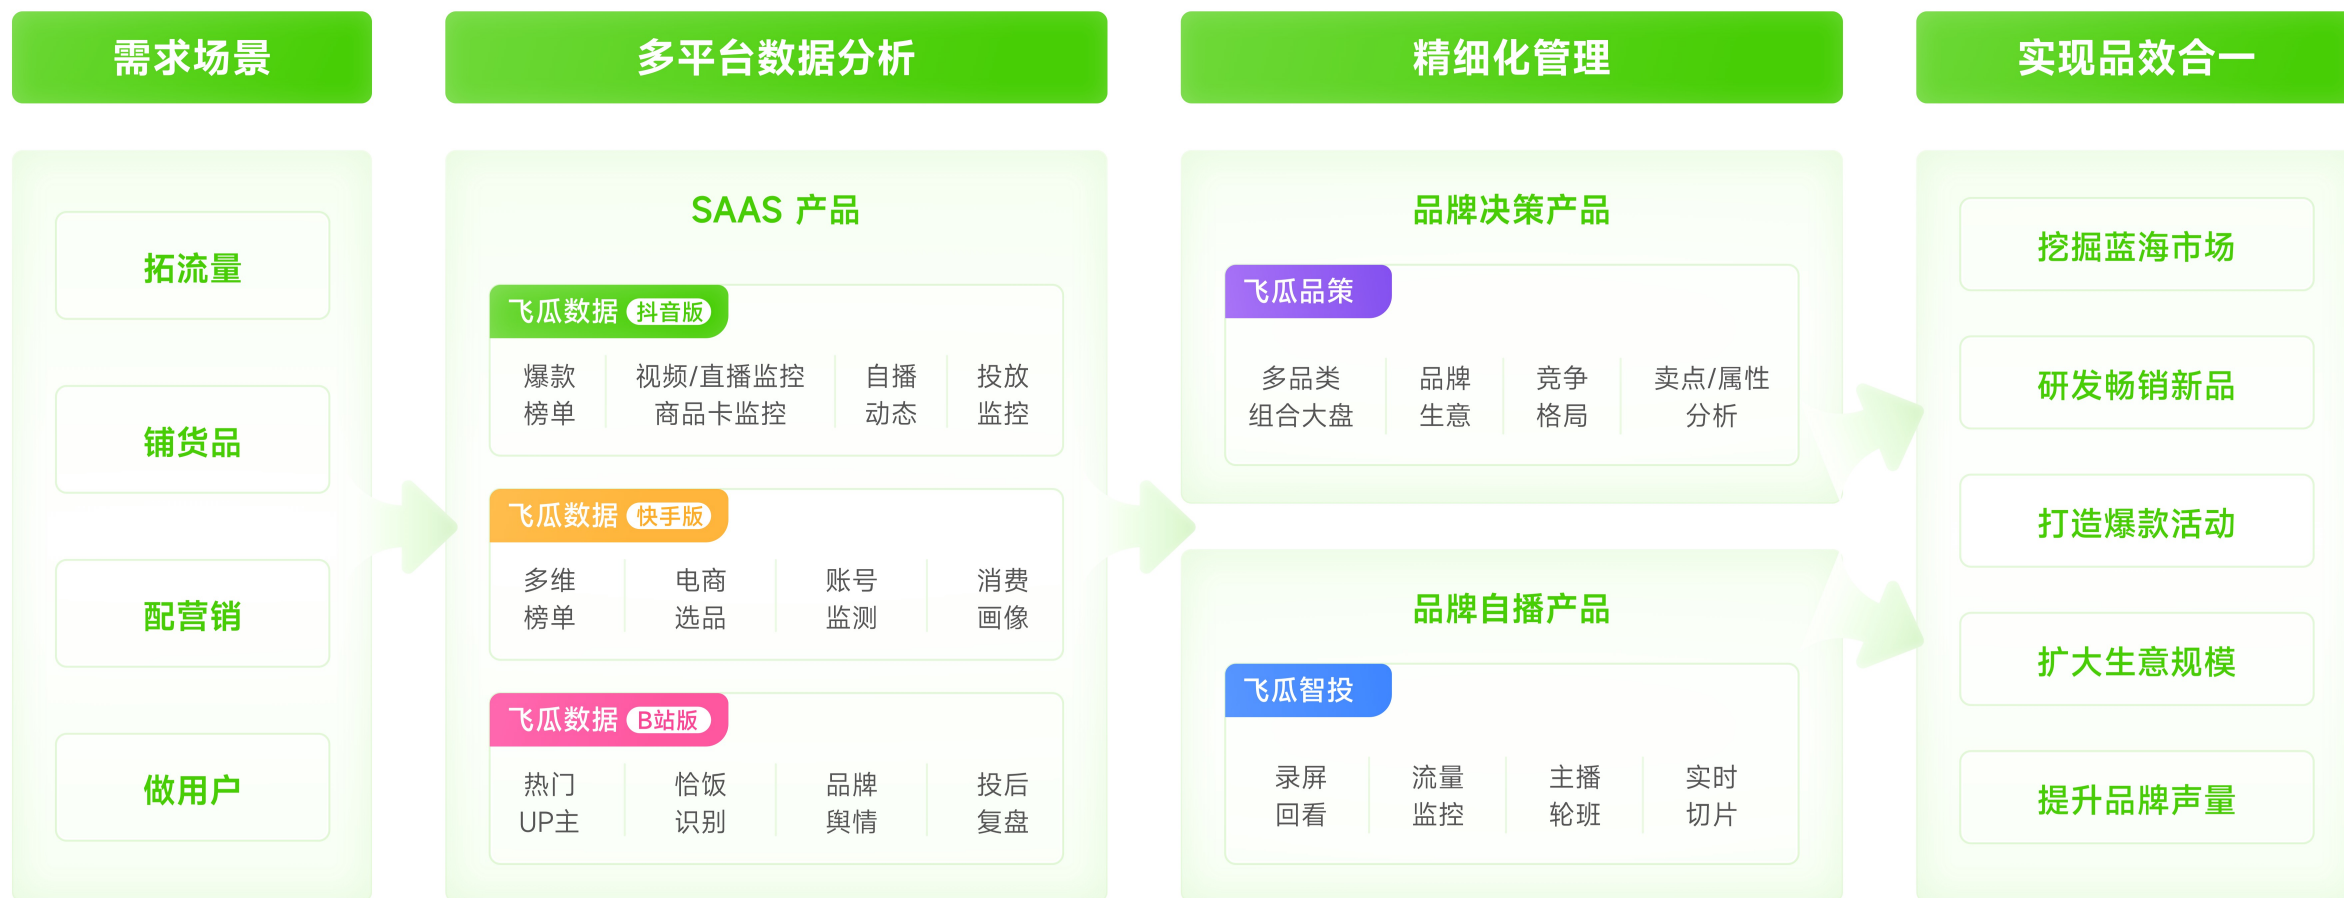 需求场景
拓流量
铺货品
配营销
做用户
多平台数据分析
SAAS 产品
飞瓜数据 抖音版
爆款
榜单
视频/直播监控
商品卡监控
自播
动态
投放
监控
飞瓜数据 快手版
多维
榜单
电商
选品
账号
监测
消费
画像
飞瓜数据 B站版
热门
UP主
恰饭
识别
品牌
舆情
投后
复盘
精细化管理
品牌决策产品
飞瓜品策
多品类
组合大盘
品牌
生意
竞争
格局
卖点/属性
分析
品牌自播产品
飞瓜智投
录屏
回看
流量
监控
主播
轮班
实时
切片
实现品效合一
挖掘蓝海市场
研发畅销新品
打造爆款活动
扩大生意规模
提升品牌声量